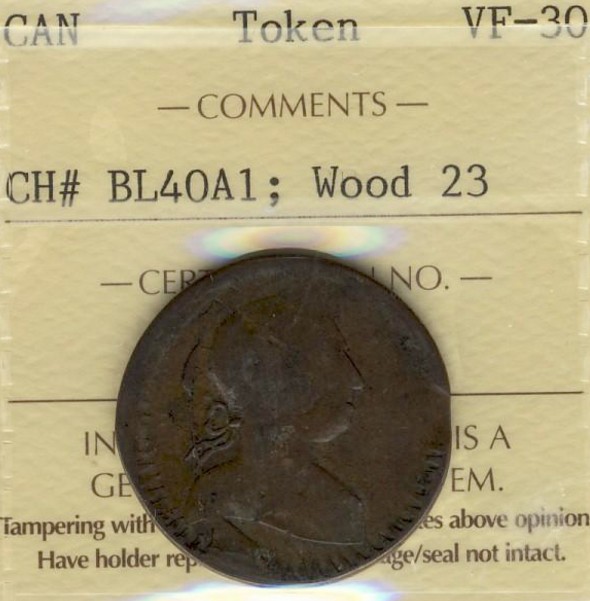 CAN Token VF-30
— COMMENTS —
CH# BL40A1; Wood 23
— CER NO. —
IN IS A
GE EM.
Tampering with es above opinion
Have holder rep age/seal not intact.